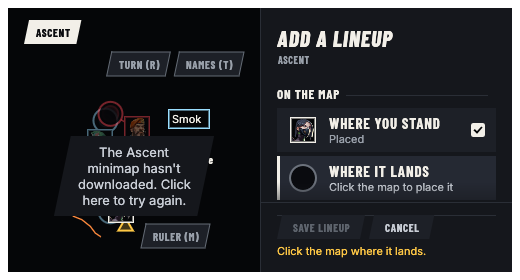 ASCENT
TURN (R)
NAMES (T)
Smok
The Ascent
minimap hasn't
downloaded. Click
here to try again.
RULER (M)
ADD A LINEUP
ASCENT
ON THE MAP
WHERE YOU STAND
Placed
WHERE IT LANDS
Click the map to place it
SAVE LINEUP
CANCEL
Click the map where it lands.